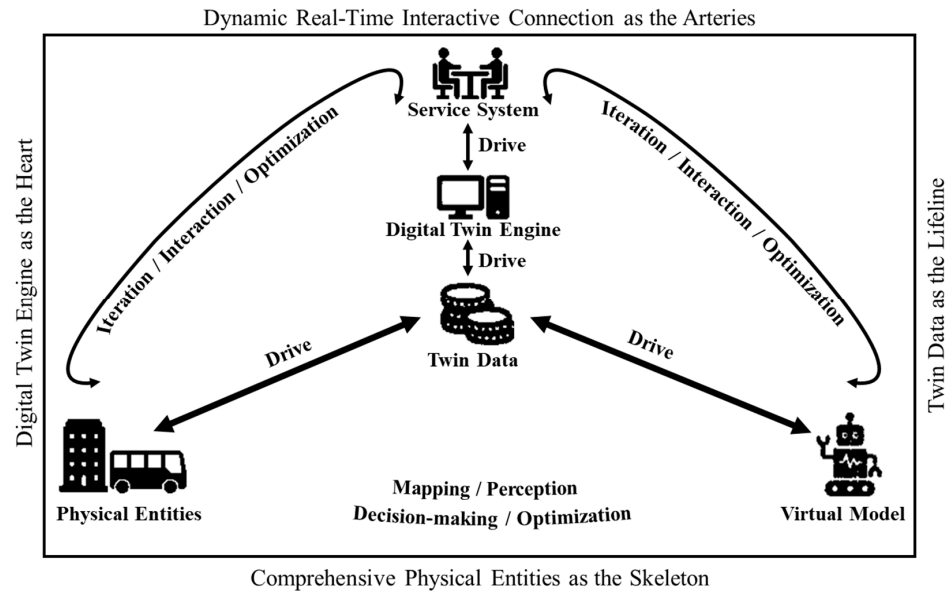 Dynamic Real-Time Interactive Connection as the Arteries
Service System
Iteration / Interaction / Optimization
Iteration / Interaction / Optimization
Drive
Digital Twin Engine
Drive
Digital Twin Engine as the Heart
Twin Data as the Lifeline
Twin Data
Drive
Drive
Mapping / Perception
Decision-making / Optimization
Physical Entities
Virtual Model
Comprehensive Physical Entities as the Skeleton